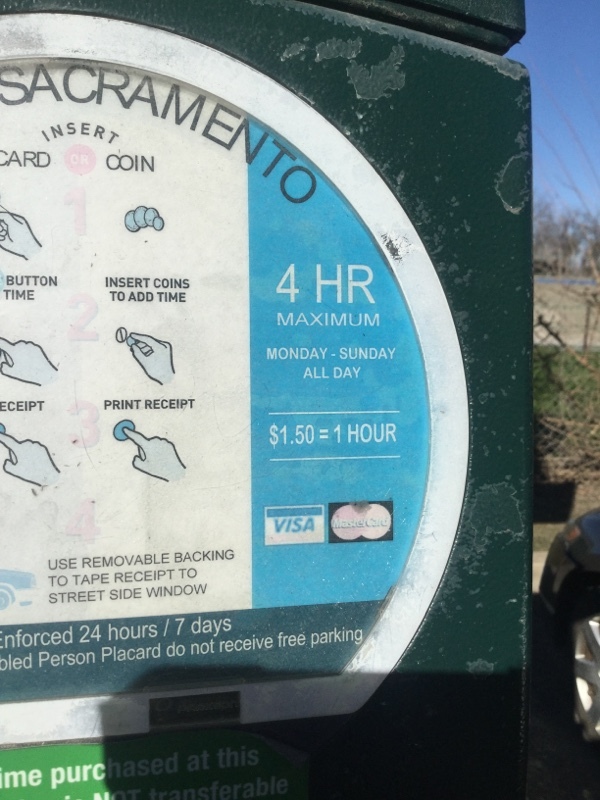 SACRAMENTO
INSERT
CARD OR COIN
1
BUTTON
TIME
INSERT COINS
TO ADD TIME
2
ECEIPT
PRINT RECEIPT
3
4
USE REMOVABLE BACKING
TO TAPE RECEIPT TO
STREET SIDE WINDOW
4 HR
MAXIMUM
MONDAY - SUNDAY
ALL DAY
$1.50 = 1 HOUR
VISA MasterCard
Enforced 24 hours / 7 days
bled Person Placard do not receive free parking
ime purchased at this
is NOT transferable